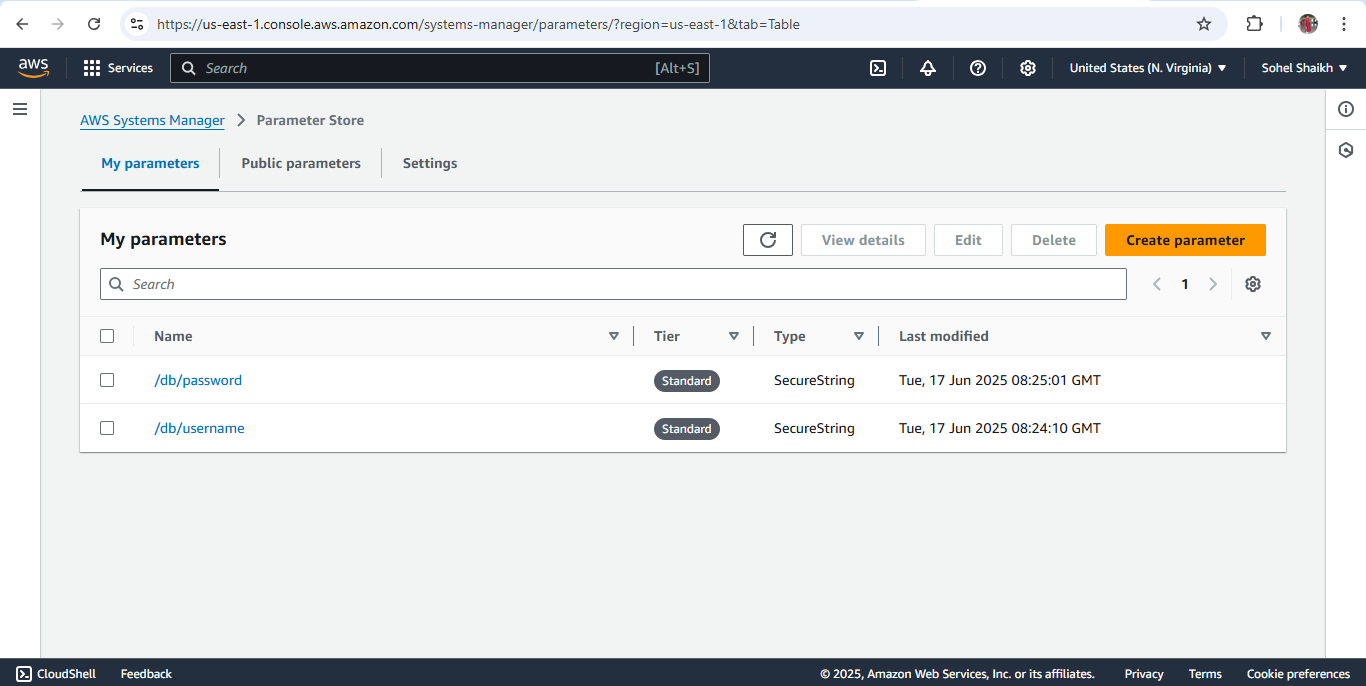 https://us-east-1.console.aws.amazon.com/systems-manager/parameters/?region=us-east-1&tab=Table
aws Services Search [Alt+S] United States (N. Virginia) Sohel Shaikh
AWS Systems Manager Parameter Store
My parameters Public parameters Settings
My parameters View details Edit Delete Create parameter
Search 1
Name Tier Type Last modified
/db/password Standard SecureString Tue, 17 Jun 2025 08:25:01 GMT
/db/username Standard SecureString Tue, 17 Jun 2025 08:24:10 GMT
CloudShell Feedback © 2025, Amazon Web Services, Inc. or its affiliates. Privacy Terms Cookie preferences